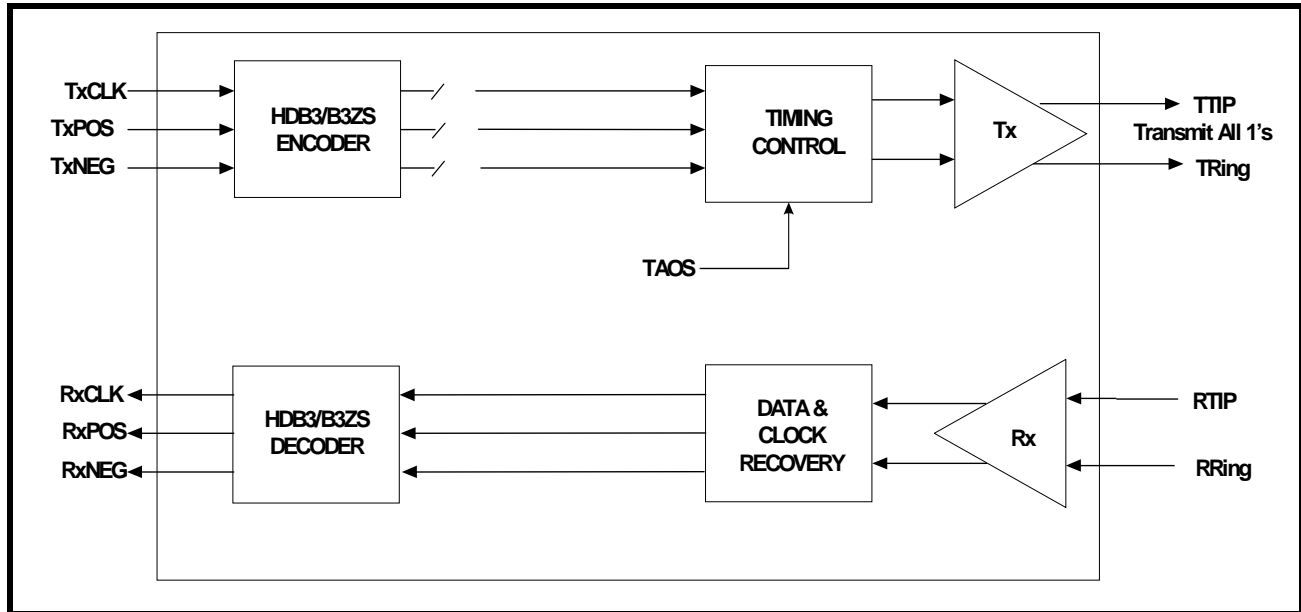 TxCLK
TxPOS
TxNEG
HDB3/B3ZS
ENCODER
TIMING
CONTROL
Tx
TTIP
Transmit All 1's
TRing
TAOS
RxCLK
RxPOS
RxNEG
HDB3/B3ZS
DECODER
DATA &
CLOCK
RECOVERY
Rx
RTIP
RRing